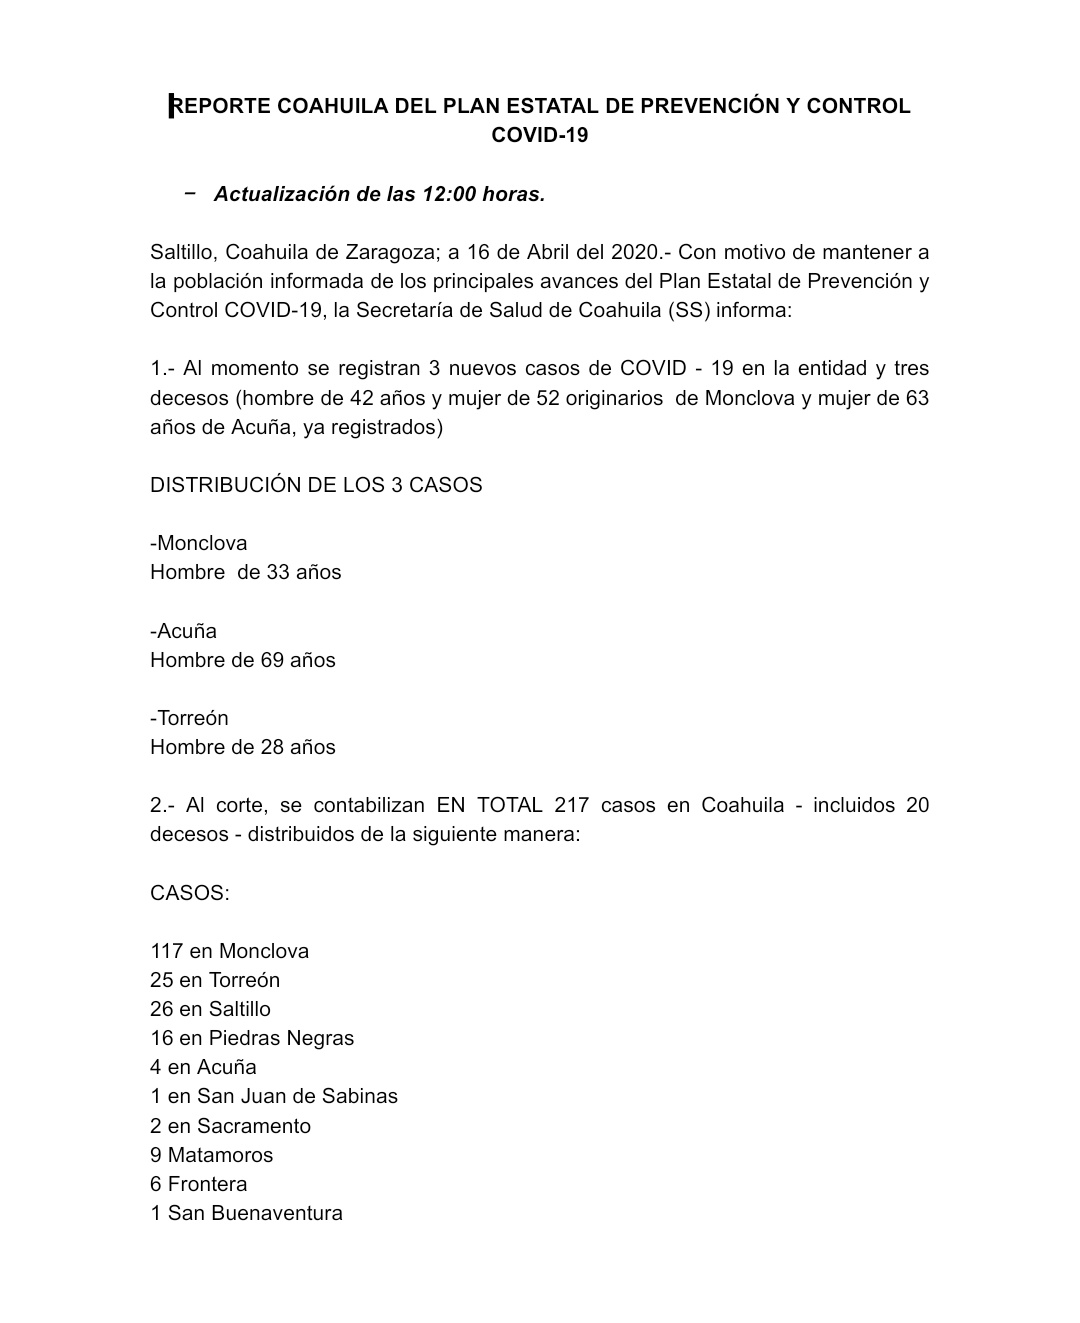 REPORTE COAHUILA DEL PLAN ESTATAL DE PREVENCIÓN Y CONTROL
COVID-19
– Actualización de las 12:00 horas.
Saltillo, Coahuila de Zaragoza; a 16 de Abril del 2020.- Con motivo de mantener a
la población informada de los principales avances del Plan Estatal de Prevención y
Control COVID-19, la Secretaría de Salud de Coahuila (SS) informa:
1.- Al momento se registran 3 nuevos casos de COVID - 19 en la entidad y tres
decesos (hombre de 42 años y mujer de 52 originarios  de Monclova y mujer de 63
años de Acuña, ya registrados)
DISTRIBUCIÓN DE LOS 3 CASOS
-Monclova
Hombre  de 33 años
-Acuña
Hombre de 69 años
-Torreón
Hombre de 28 años
2.- Al corte, se contabilizan EN TOTAL 217 casos en Coahuila - incluidos 20
decesos - distribuidos de la siguiente manera:
CASOS:
117 en Monclova
25 en Torreón
26 en Saltillo
16 en Piedras Negras
4 en Acuña
1 en San Juan de Sabinas
2 en Sacramento
9 Matamoros
6 Frontera
1 San Buenaventura